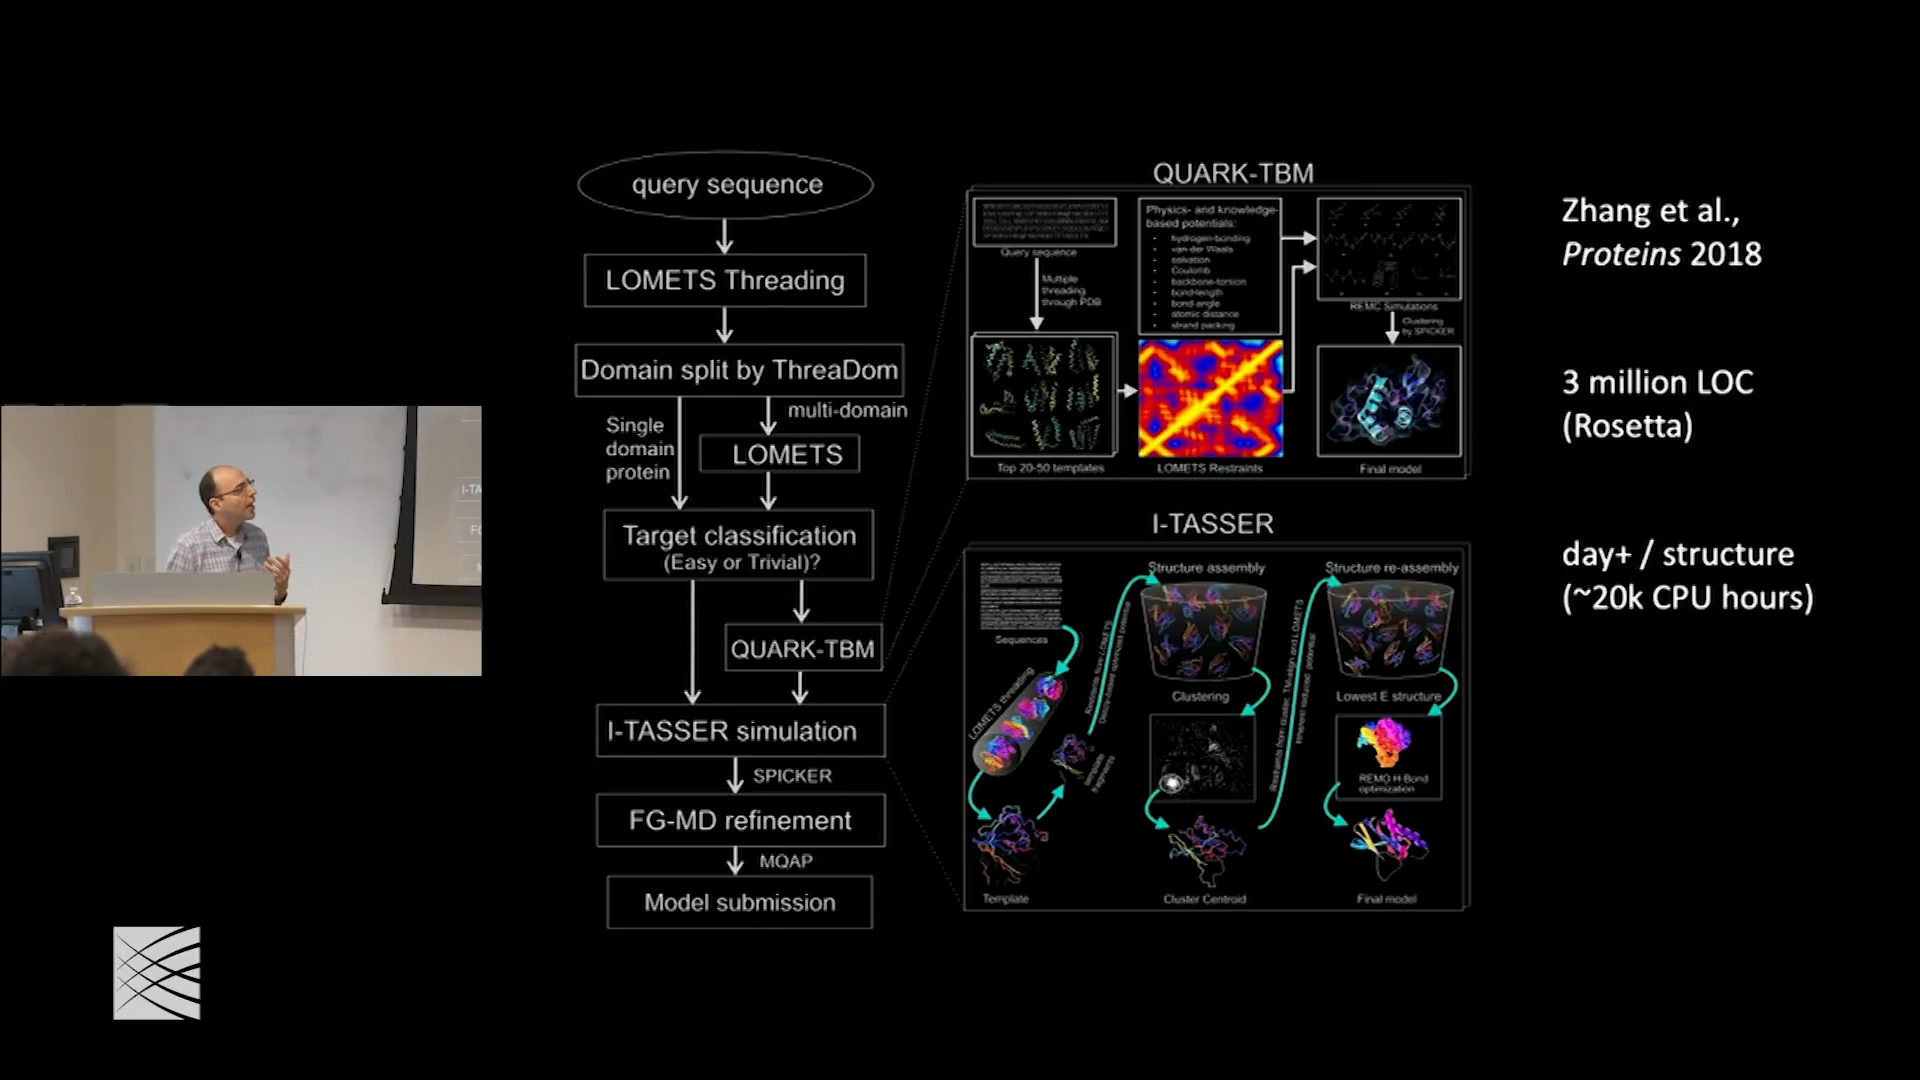 query sequence
LOMETS Threading
Domain split by ThreaDom
multi-domain
Single
domain
protein
LOMETS
Target classification
(Easy or Trivial)?
QUARK-TBM
I-TASSER simulation
SPICKER
FG-MD refinement
MQAP
Model submission
QUARK-TBM
Query sequence
Multiple
threading
through PDB
Top 20-50 templates
Physics- and knowledge-
based potentials:
hydrogen-bonding
van der Waals
solvation
Coulomb
backbone-torsion
bond-length
bond-angle
atomic distance
strand packing
LOMETS Restraints
REMC Simulations
Clustering
by SPICKER
Final model
I-TASSER
Sequences
LOMETS threading
Template
template
fragments
Structure assembly
Clustering
Cluster Centroid
Structure re-assembly
Lowest E structure
REMO H-Bond
optimization
Final model
Zhang et al.,
Proteins 2018
3 million LOC
(Rosetta)
day+ / structure
(~20k CPU hours)
I-TA